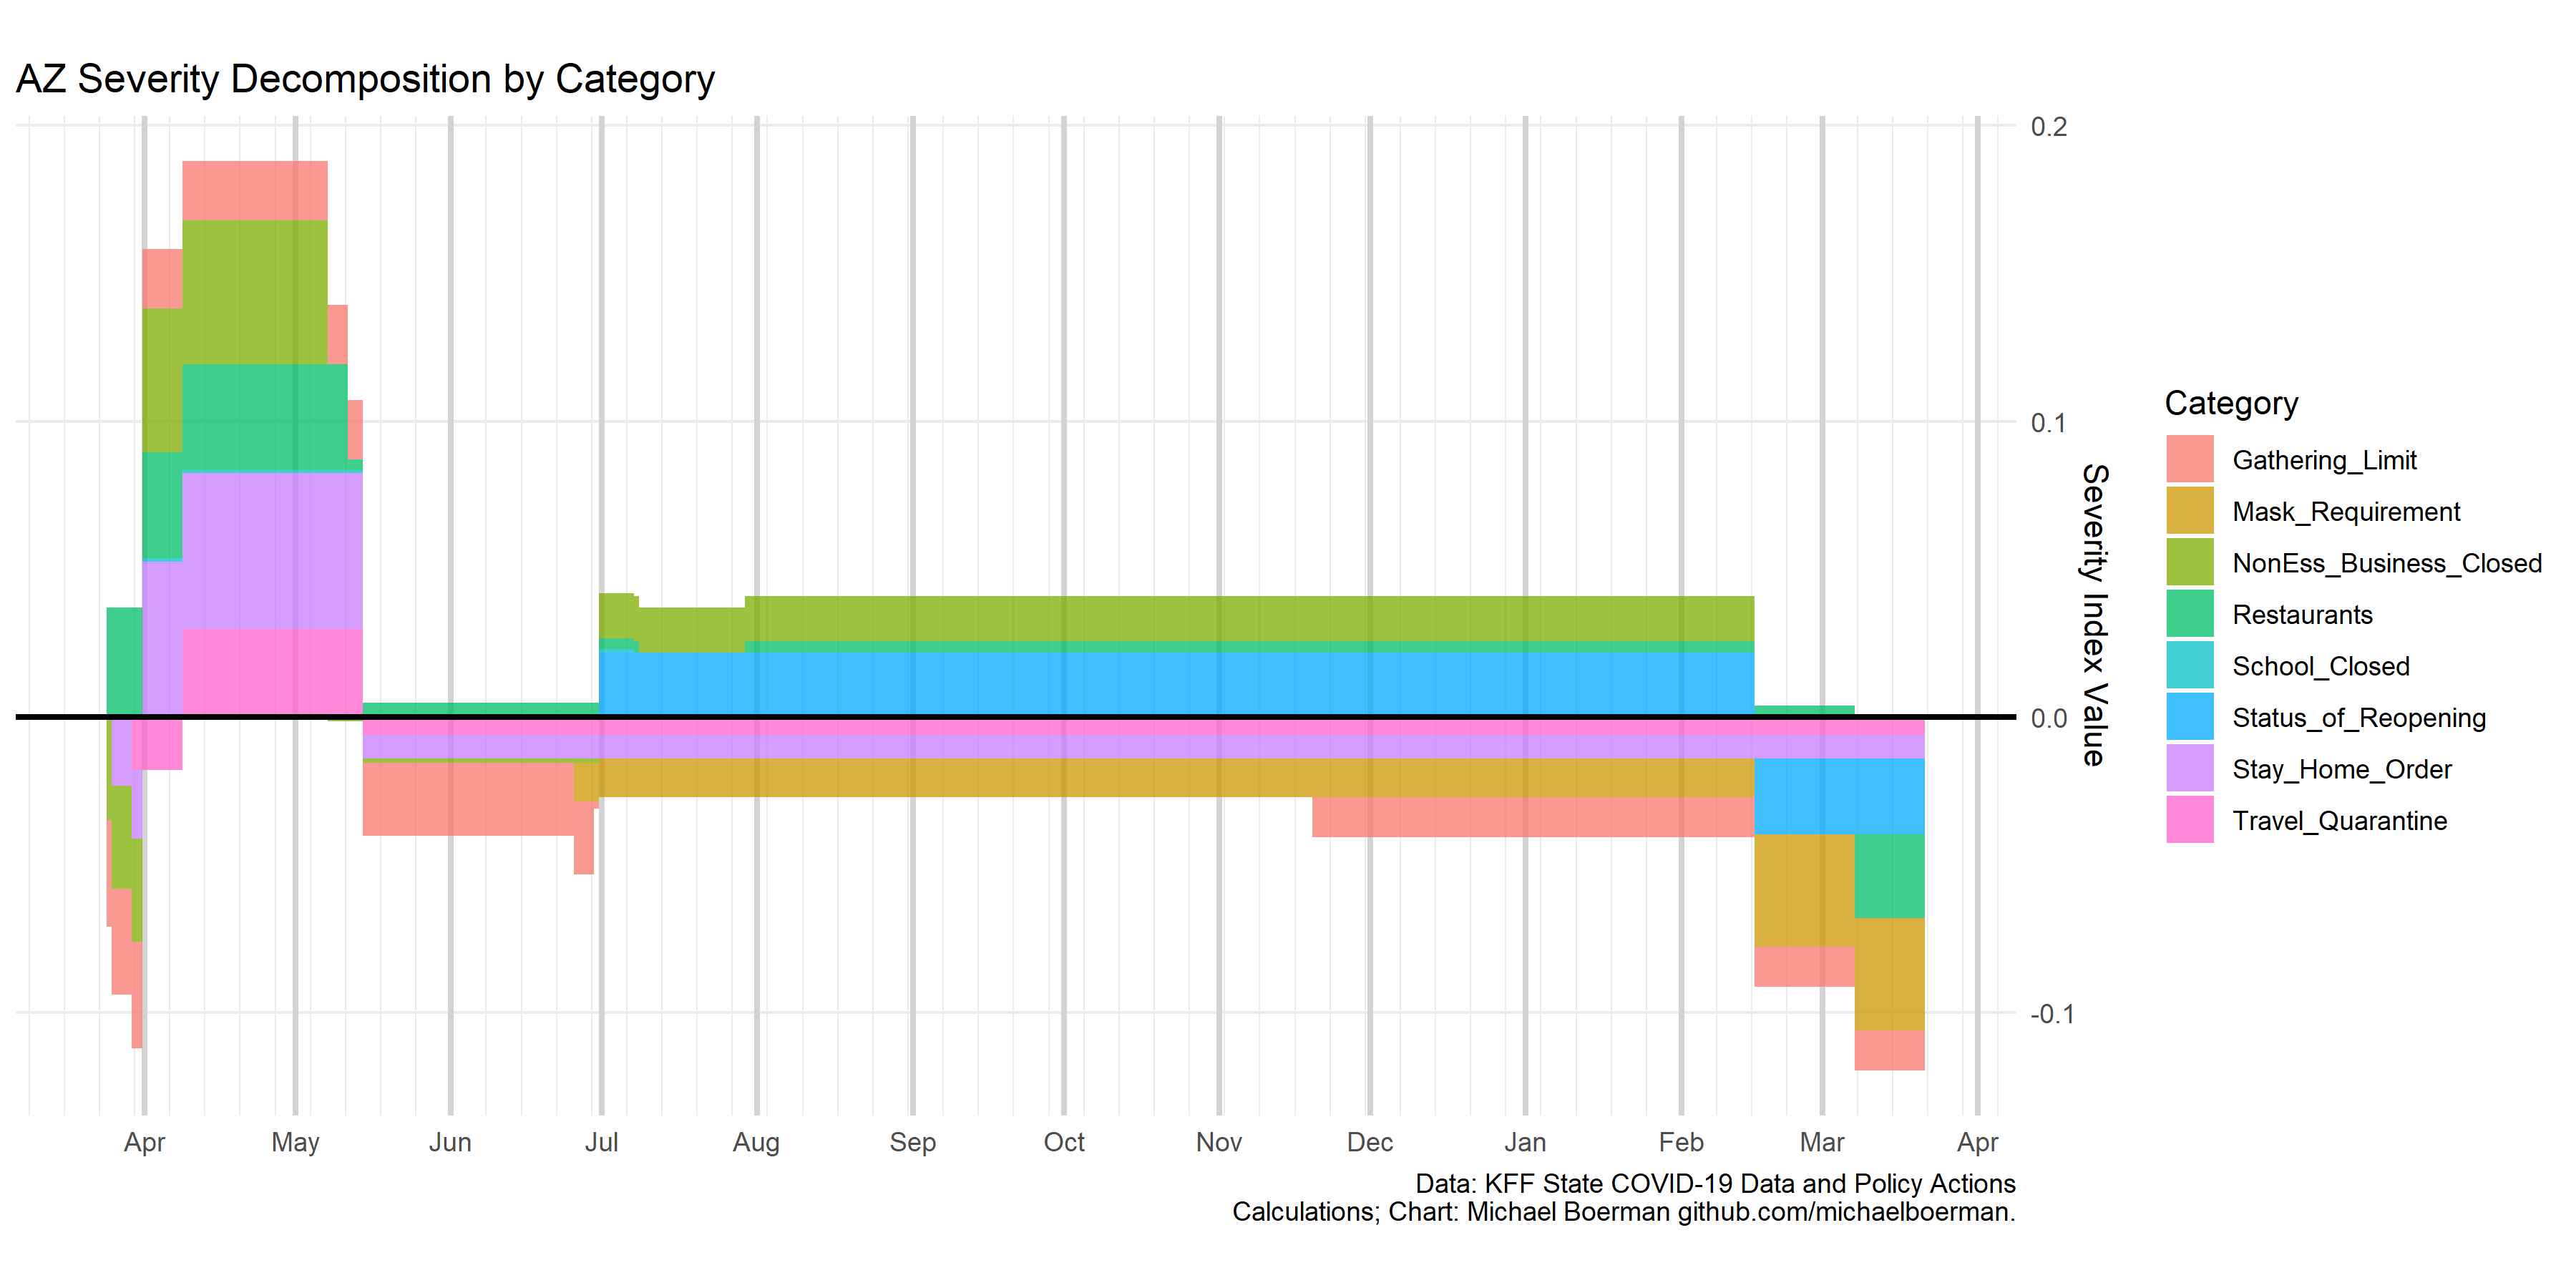 AZ Severity Decomposition by Category
0.2
0.1
0.0
-0.1
Severity Index Value
Apr May Jun Jul Aug Sep Oct Nov Dec Jan Feb Mar Apr
Data: KFF State COVID-19 Data and Policy Actions
Calculations; Chart: Michael Boerman github.com/michaelboerman.
Category
Gathering_Limit
Mask_Requirement
NonEss_Business_Closed
Restaurants
School_Closed
Status_of_Reopening
Stay_Home_Order
Travel_Quarantine